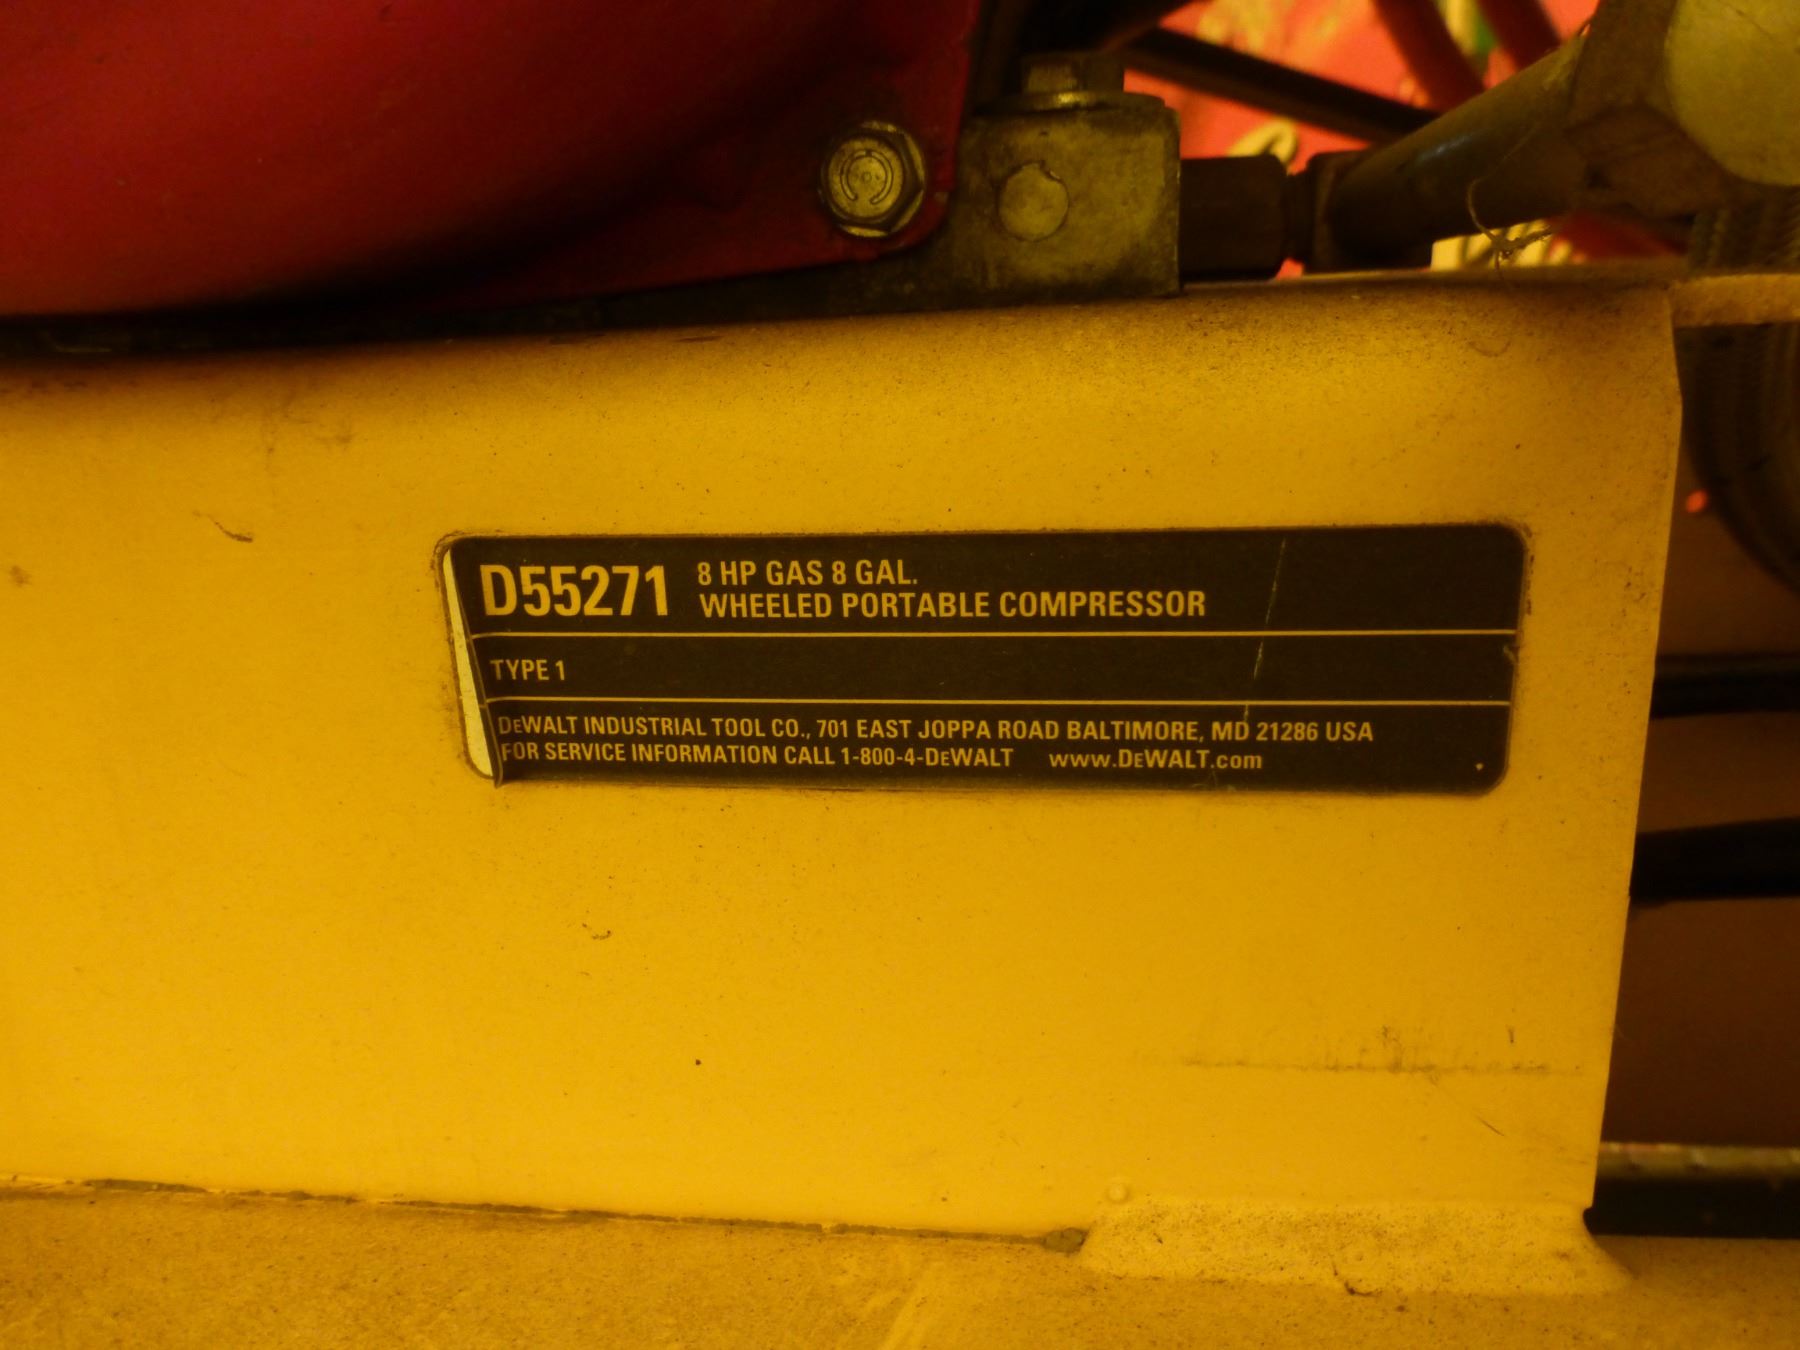 D55271 8 HP GAS 8 GAL.
WHEELED PORTABLE COMPRESSOR
TYPE 1
DEWALT INDUSTRIAL TOOL CO., 701 EAST JOPPA ROAD BALTIMORE, MD 21286 USA
FOR SERVICE INFORMATION CALL 1-800-4-DEWALT www.DEWALT.com